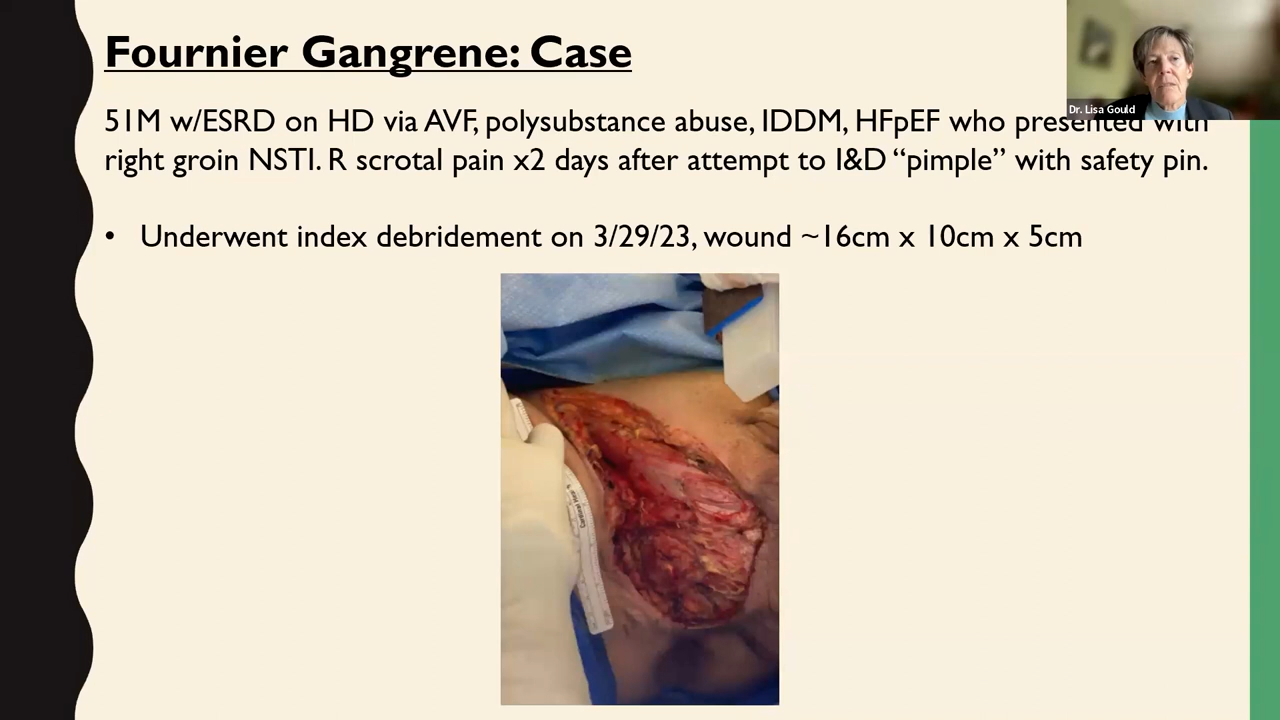 Fournier Gangrene: Case
Dr. Lisa Gould
51M w/ESRD on HD via AVF, polysubstance abuse, IDDM, HFpEF who presented with
right groin NSTI. R scrotal pain x2 days after attempt to I&D “pimple” with safety pin.
• Underwent index debridement on 3/29/23, wound ~16cm x 10cm x 5cm